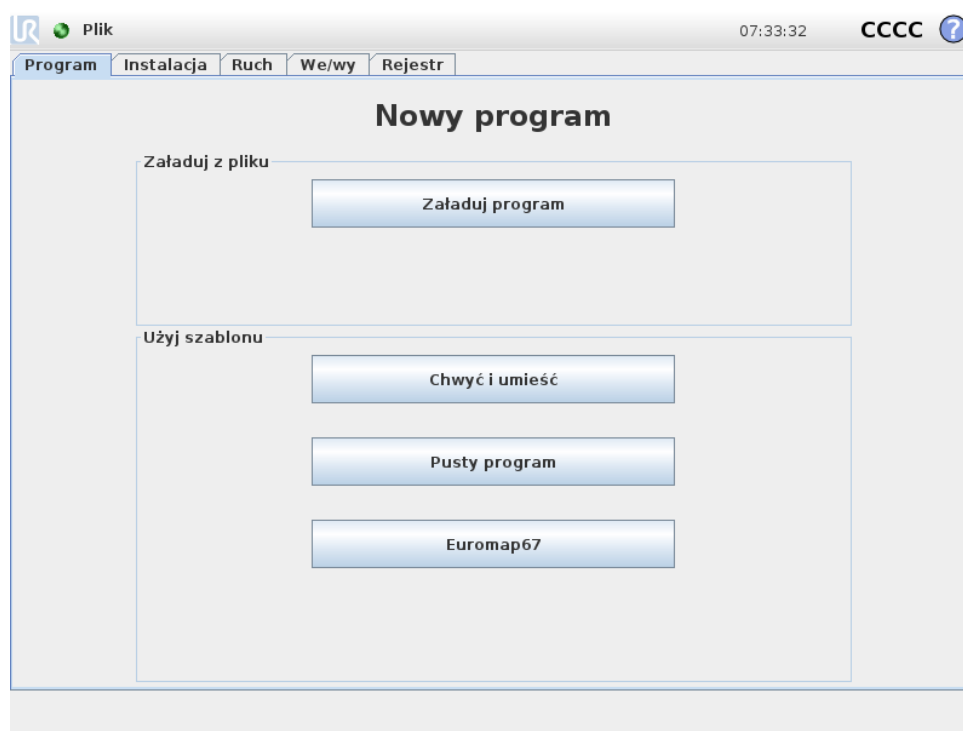 UR Plik 07:33:32 CCCC ?
Program Instalacja Ruch We/wy Rejestr
Nowy program
Załaduj z pliku
Załaduj program
Użyj szablonu
Chwyć i umieść
Pusty program
Euromap67